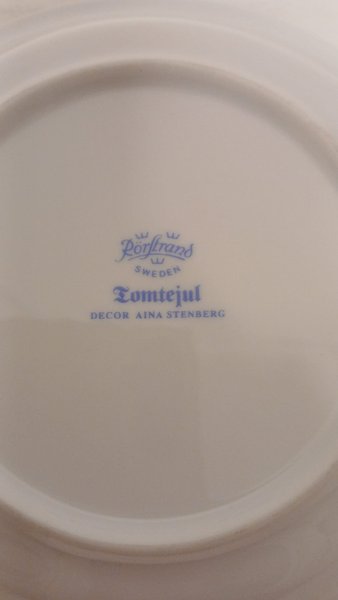 Rörstrand
SWEDEN
Tomtejul
DECOR AINA STENBERG